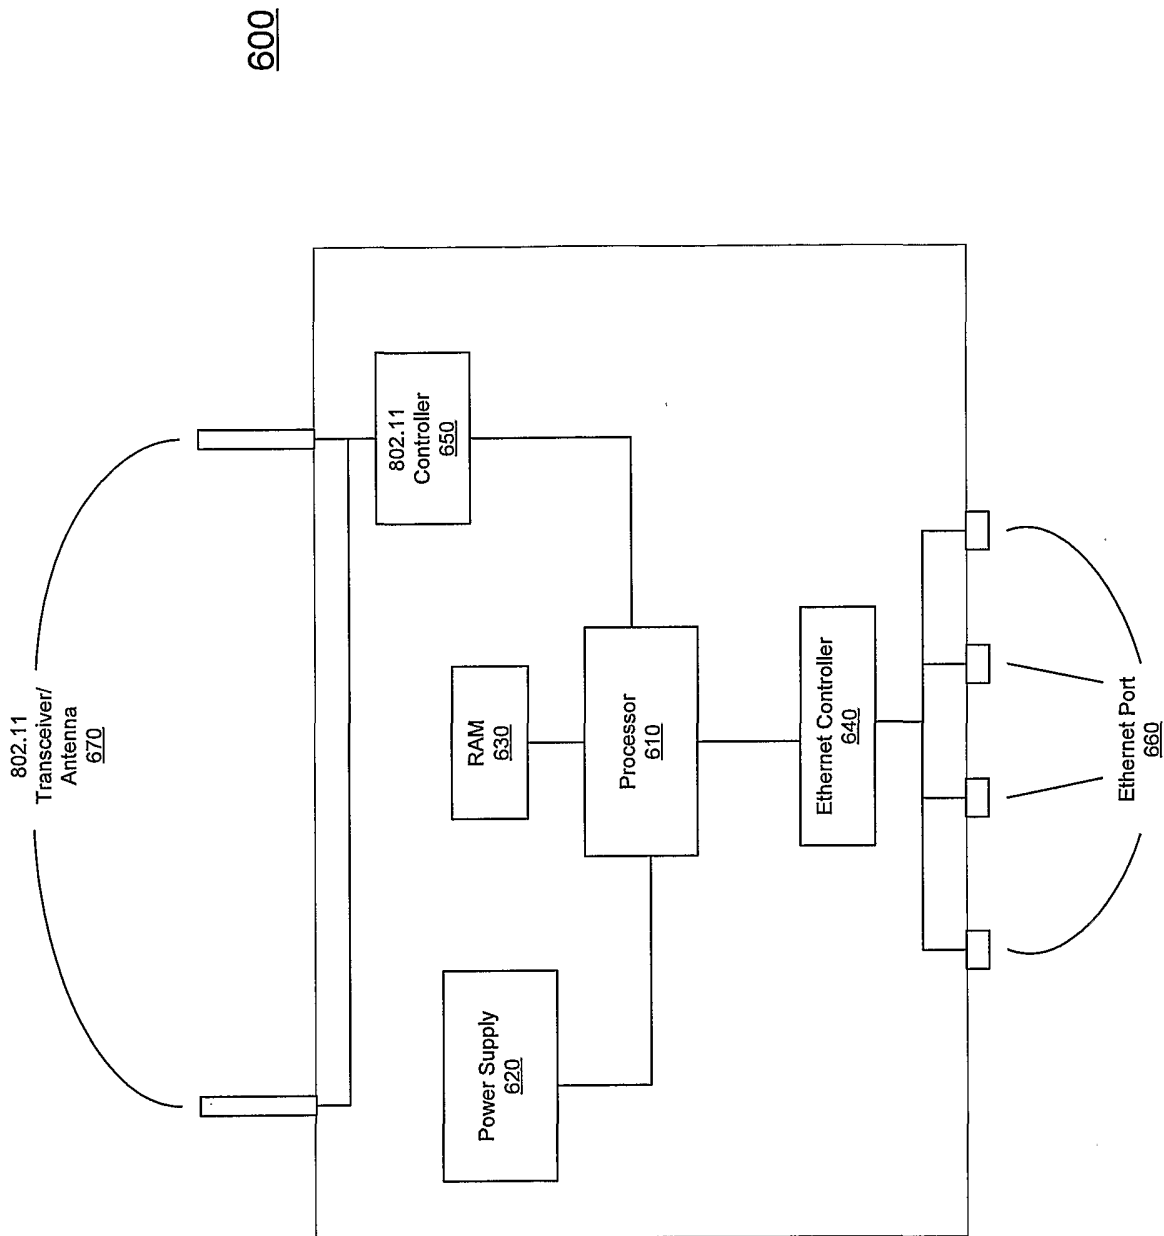 600
802.11
Transceiver/
Antenna
670
802.11
Controller
650
RAM
630
Processor
610
Power Supply
620
Ethernet Controller
640
Ethernet Port
660